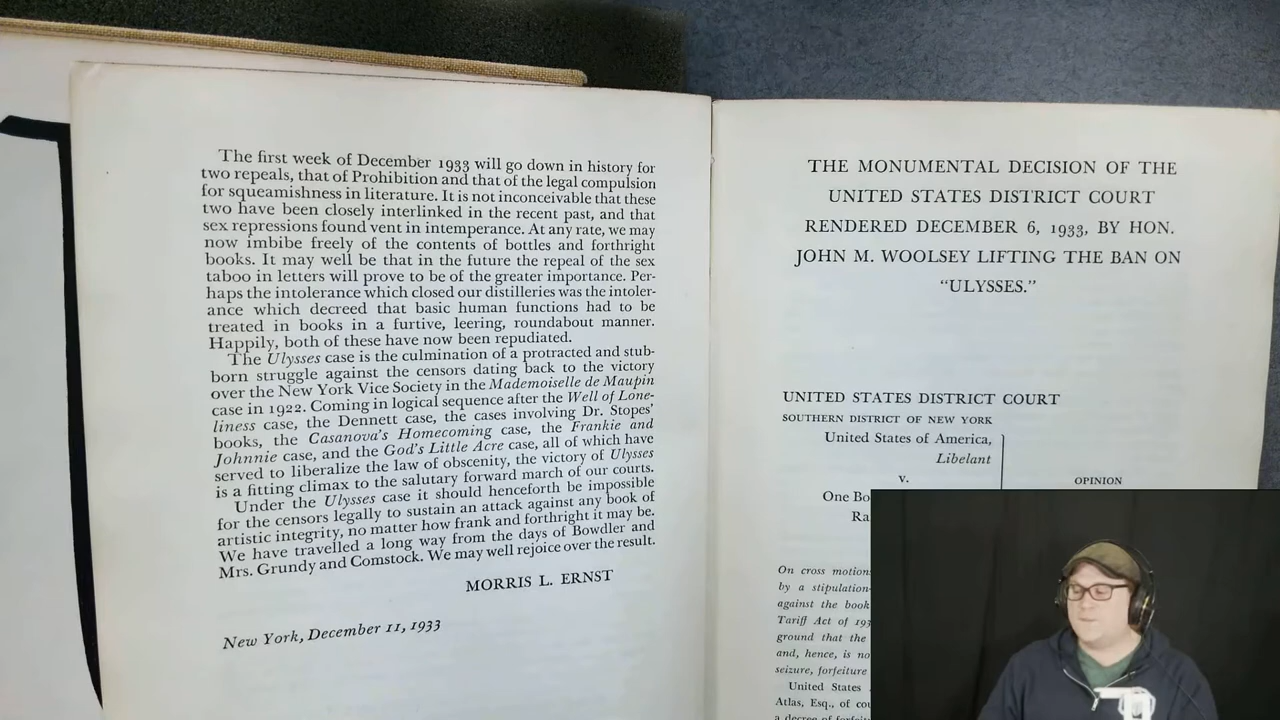 The first week of December 1933 will go down in history for
two repeals, that of Prohibition and that of the legal compulsion
for squeamishness in literature. It is not inconceivable that these
two have been closely interlinked in the recent past, and that
sex repressions found vent in intemperance. At any rate, we may
now imbibe freely of the contents of bottles and forthright
books. It may well be that in the future the repeal of the sex
taboo in letters will prove to be of the greater importance. Per-
haps the intolerance which closed our distilleries was the intoler-
ance which decreed that basic human functions had to be
treated in books in a furtive, leering, roundabout manner.
Happily, both of these have now been repudiated.
The Ulysses case is the culmination of a protracted and stub-
born struggle against the censors dating back to the victory
over the New York Vice Society in the Mademoiselle de Maupin
case in 1922. Coming in logical sequence after the Well of Lone-
liness case, the Dennett case, the cases involving Dr. Stopes'
books, the Casanova's Homecoming case, the Frankie and
Johnnie case, and the God's Little Acre case, all of which have
served to liberalize the law of obscenity, the victory of Ulysses
is a fitting climax to the salutary forward march of our courts.
Under the Ulysses case it should henceforth be impossible
for the censors legally to sustain an attack against any book of
artistic integrity, no matter how frank and forthright it may be.
We have travelled a long way from the days of Bowdler and
Mrs. Grundy and Comstock. We may well rejoice over the result.
MORRIS L. ERNST
New York, December 11, 1933
THE MONUMENTAL DECISION OF THE
UNITED STATES DISTRICT COURT
RENDERED DECEMBER 6, 1933, BY HON.
JOHN M. WOOLSEY LIFTING THE BAN ON
“ULYSSES.”
UNITED STATES DISTRICT COURT
SOUTHERN DISTRICT OF NEW YORK
United States of America,
Libelant
v.
OPINION
One Bo
Ra
On cross motion
by a stipulation
against the book
Tariff Act of 193
ground that the
and, hence, is no
seizure, forfeiture
United States
Atlas, Esq., of cou
a decree of forfeit